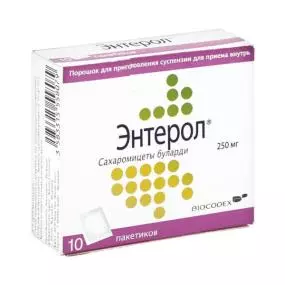 Порошок для приготовления суспензии для приема внутрь
Энтерол®
Сахаромицеты буларди
250 мг
10 пакетиков
BIOCODEX